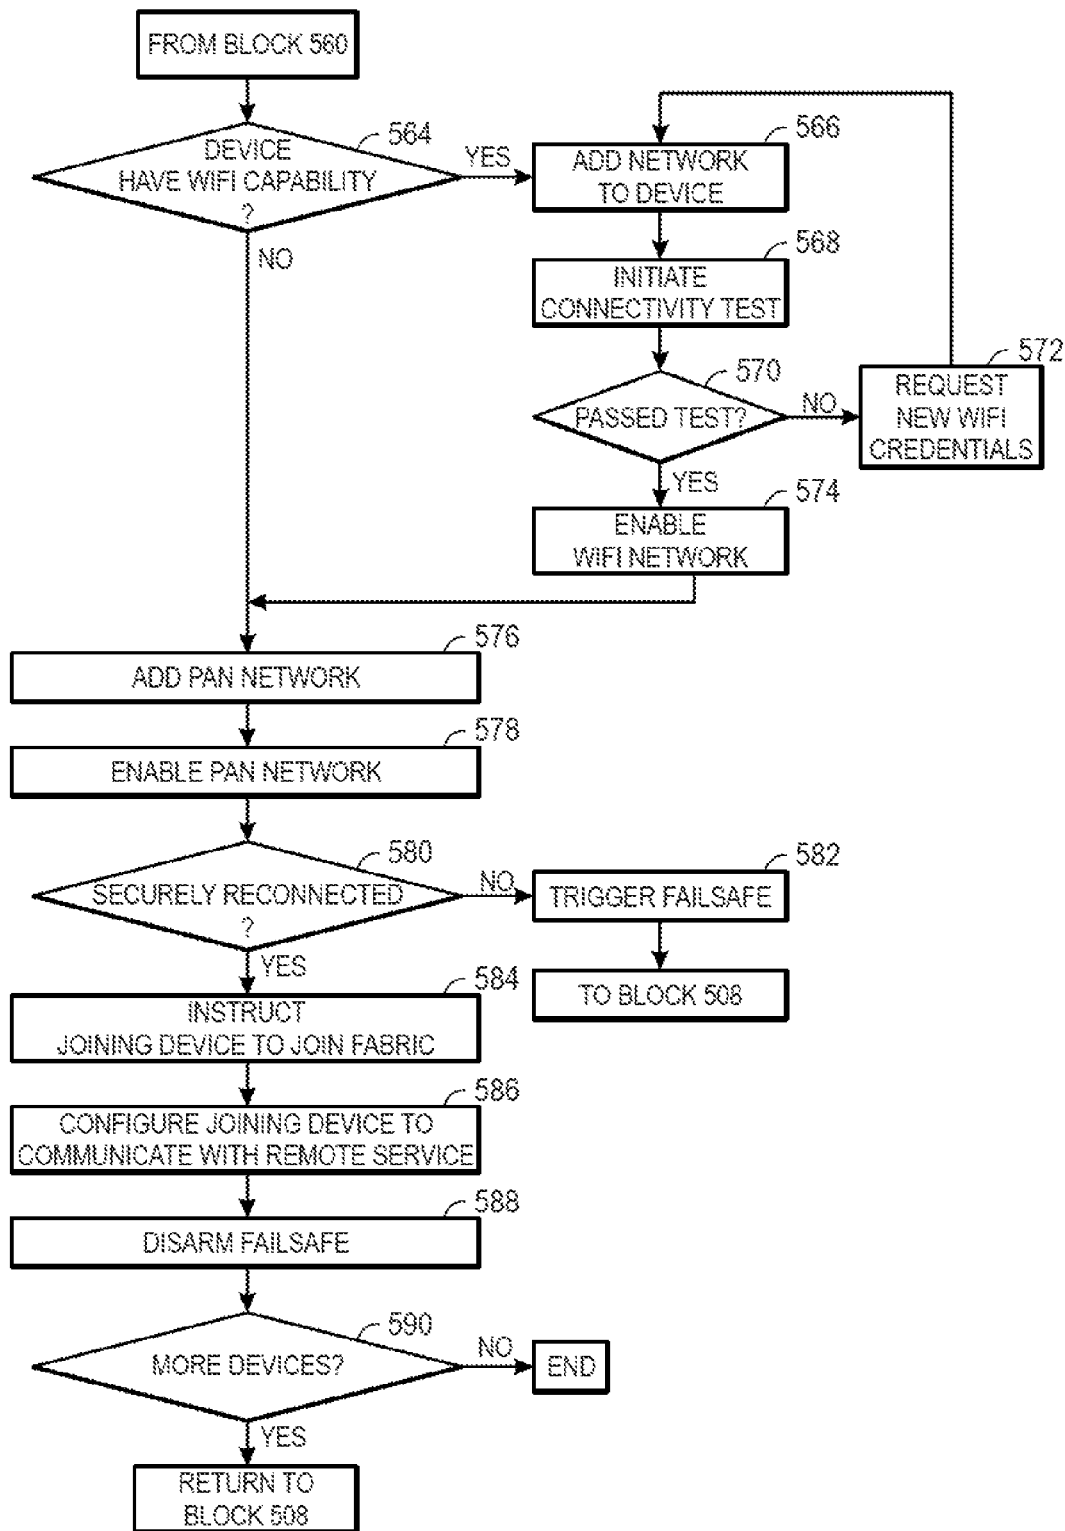 FROM BLOCK 560
564
DEVICE
HAVE WIFI CAPABILITY
?
YES
NO
566
ADD NETWORK
TO DEVICE
568
INITIATE
CONNECTIVITY TEST
570
PASSED TEST?
NO
YES
572
REQUEST
NEW WIFI
CREDENTIALS
574
ENABLE
WIFI NETWORK
576
ADD PAN NETWORK
578
ENABLE PAN NETWORK
580
SECURELY RECONNECTED
?
NO
YES
582
TRIGGER FAILSAFE
TO BLOCK 508
584
INSTRUCT
JOINING DEVICE TO JOIN FABRIC
586
CONFIGURE JOINING DEVICE TO
COMMUNICATE WITH REMOTE SERVICE
588
DISARM FAILSAFE
590
MORE DEVICES?
NO
END
YES
RETURN TO
BLOCK 508